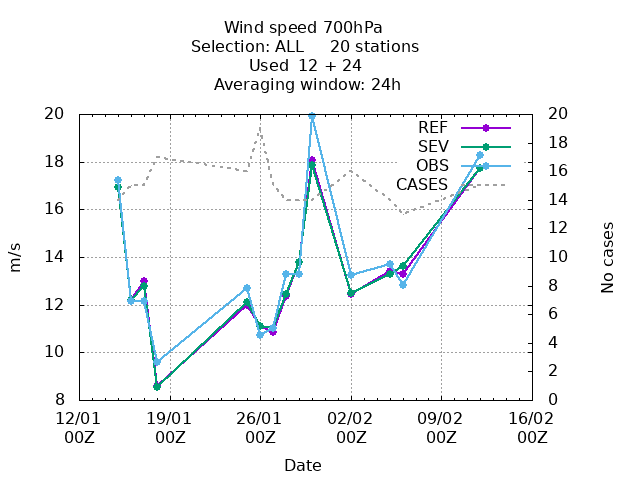 Wind speed 700hPa
Selection: ALL 20 stations
Used 12 + 24
Averaging window: 24h
REF
SEV
OBS
CASES
20
18
16
14
12
10
8
m/s
20
18
16
14
12
10
8
6
4
2
0
No cases
12/01 19/01 26/01 02/02 09/02 16/02
00Z 00Z 00Z 00Z 00Z 00Z
Date